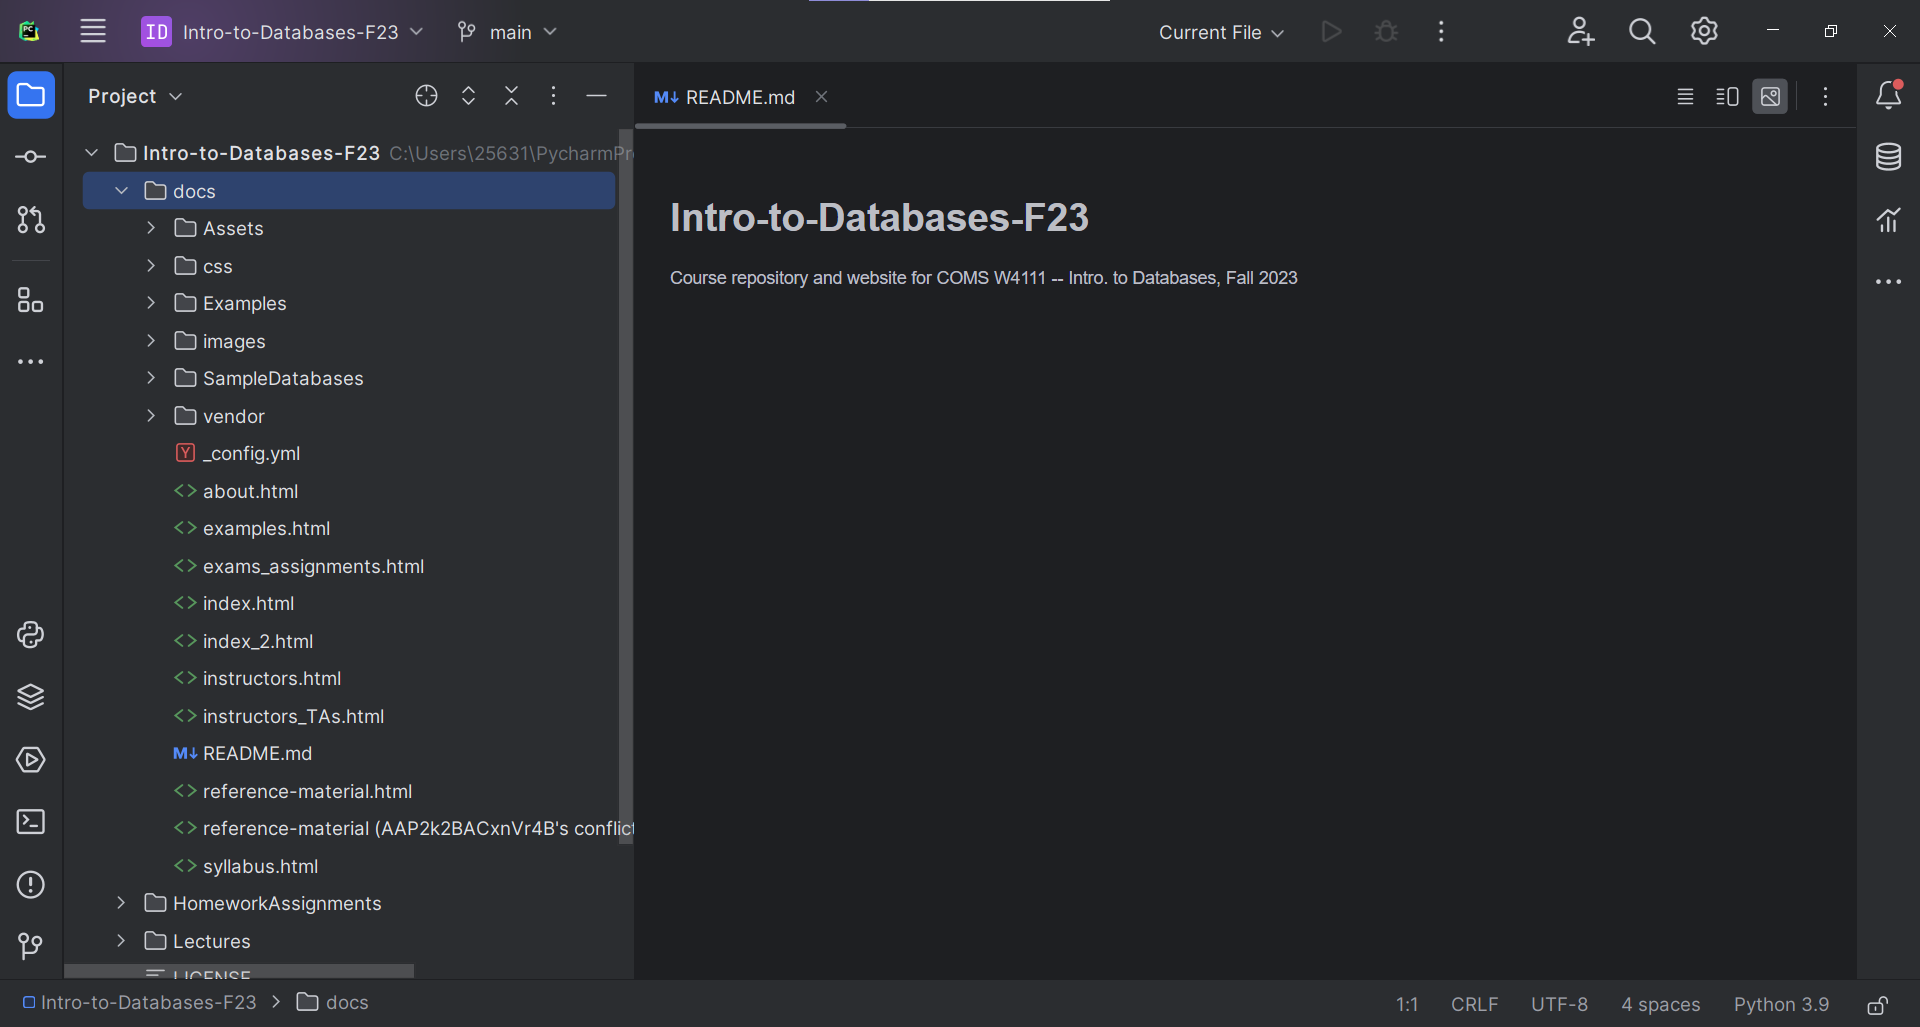 PC
ID Intro-to-Databases-F23 main Current File
Project
M↓ README.md
Intro-to-Databases-F23 C:\Users\25631\PycharmPr
docs
Assets
css
Examples
images
SampleDatabases
vendor
Y _config.yml
<> about.html
<> examples.html
<> exams_assignments.html
<> index.html
<> index_2.html
<> instructors.html
<> instructors_TAs.html
M↓ README.md
<> reference-material.html
<> reference-material (AAP2k2BACxnVr4B's conflict
<> syllabus.html
HomeworkAssignments
Lectures
LICENSE
Intro-to-Databases-F23
Course repository and website for COMS W4111 -- Intro. to Databases, Fall 2023
Intro-to-Databases-F23 > docs
1:1 CRLF UTF-8 4 spaces Python 3.9